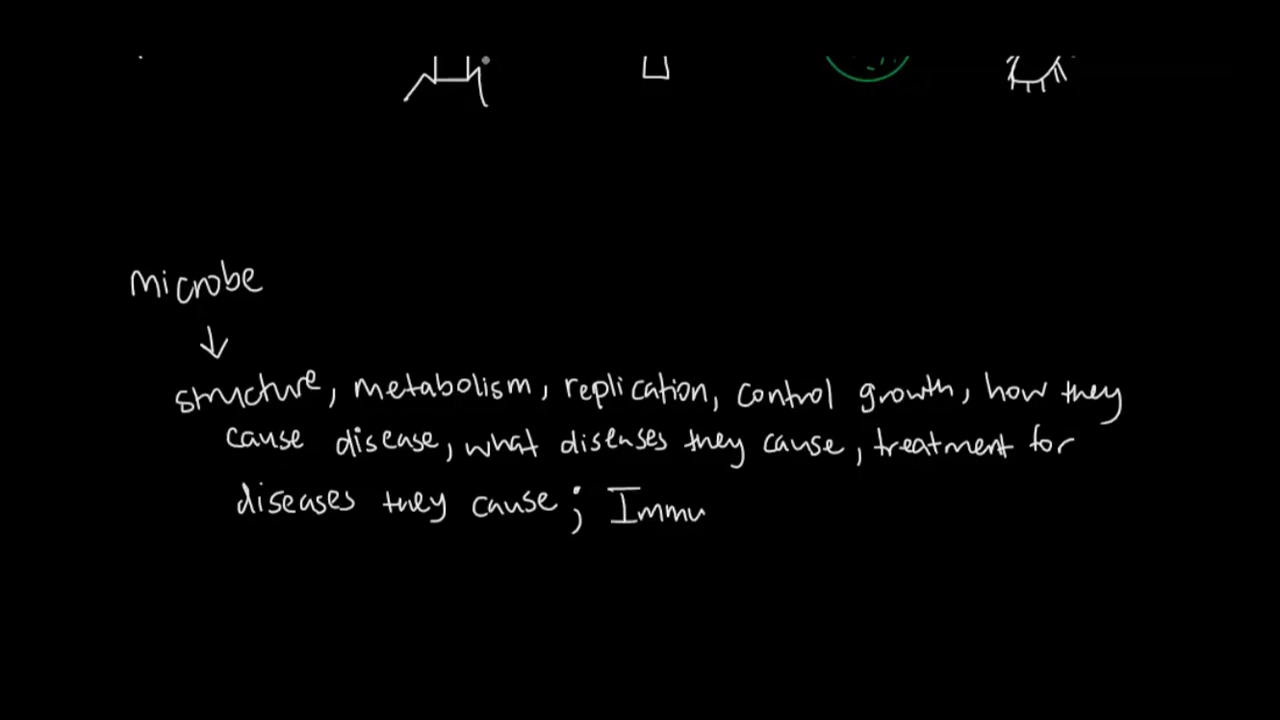 Microbe
↓
structure, metabolism, replication, control growth, how they
cause disease, what diseases they cause, treatment for
diseases they cause; Immu